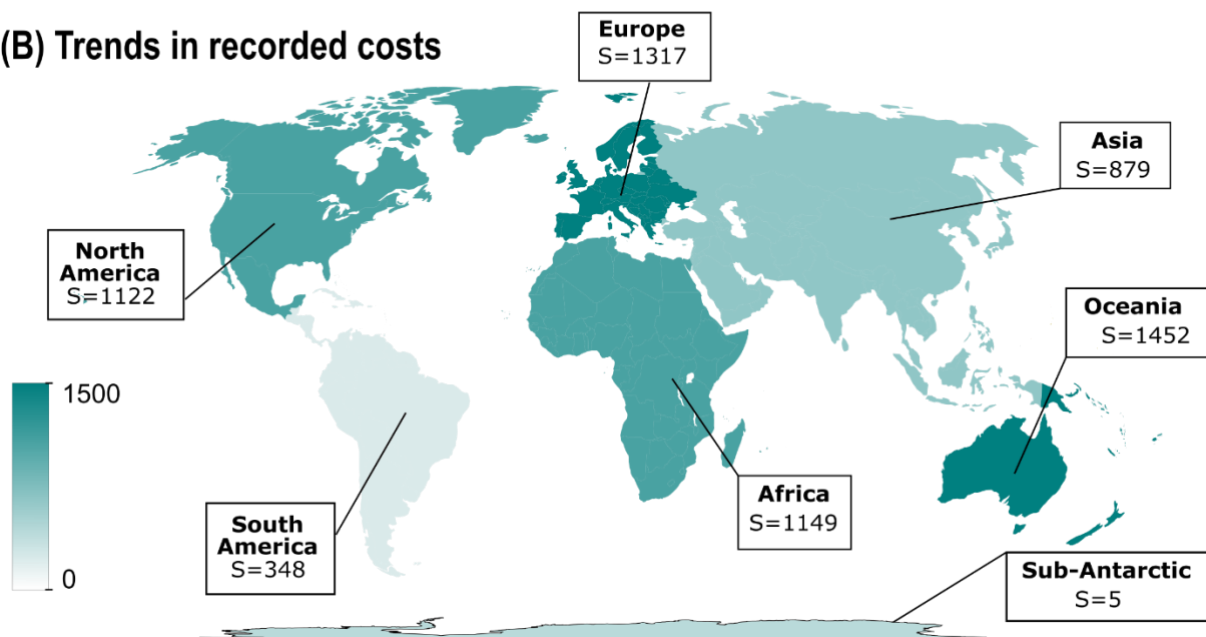 (B) Trends in recorded costs
Europe
S=1317
Asia
S=879
North
America
S=1122
Oceania
S=1452
1500
0
South
America
S=348
Africa
S=1149
Sub-Antarctic
S=5